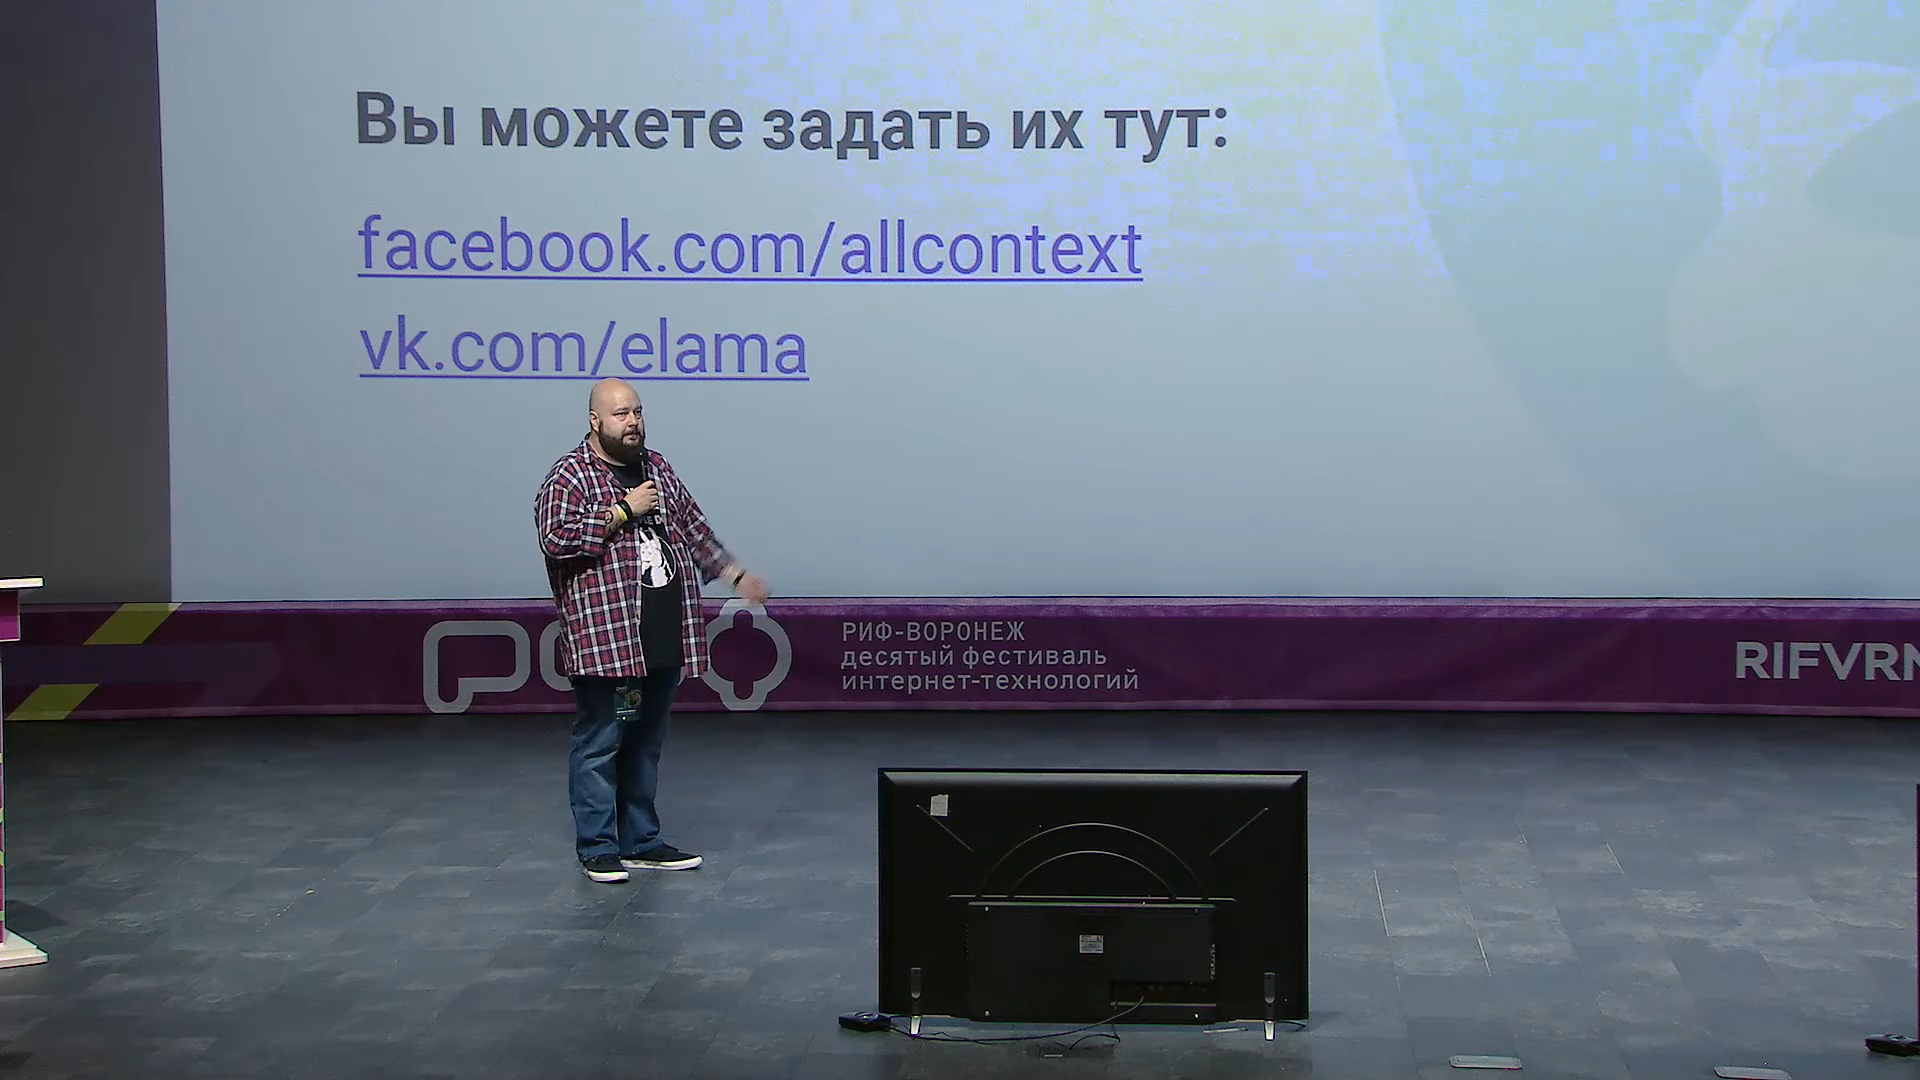 Вы можете задать их тут:
facebook.com/allcontext
vk.com/elama
РИФ-ВОРОНЕЖ
десятый фестиваль
интернет-технологий
RIFVRN